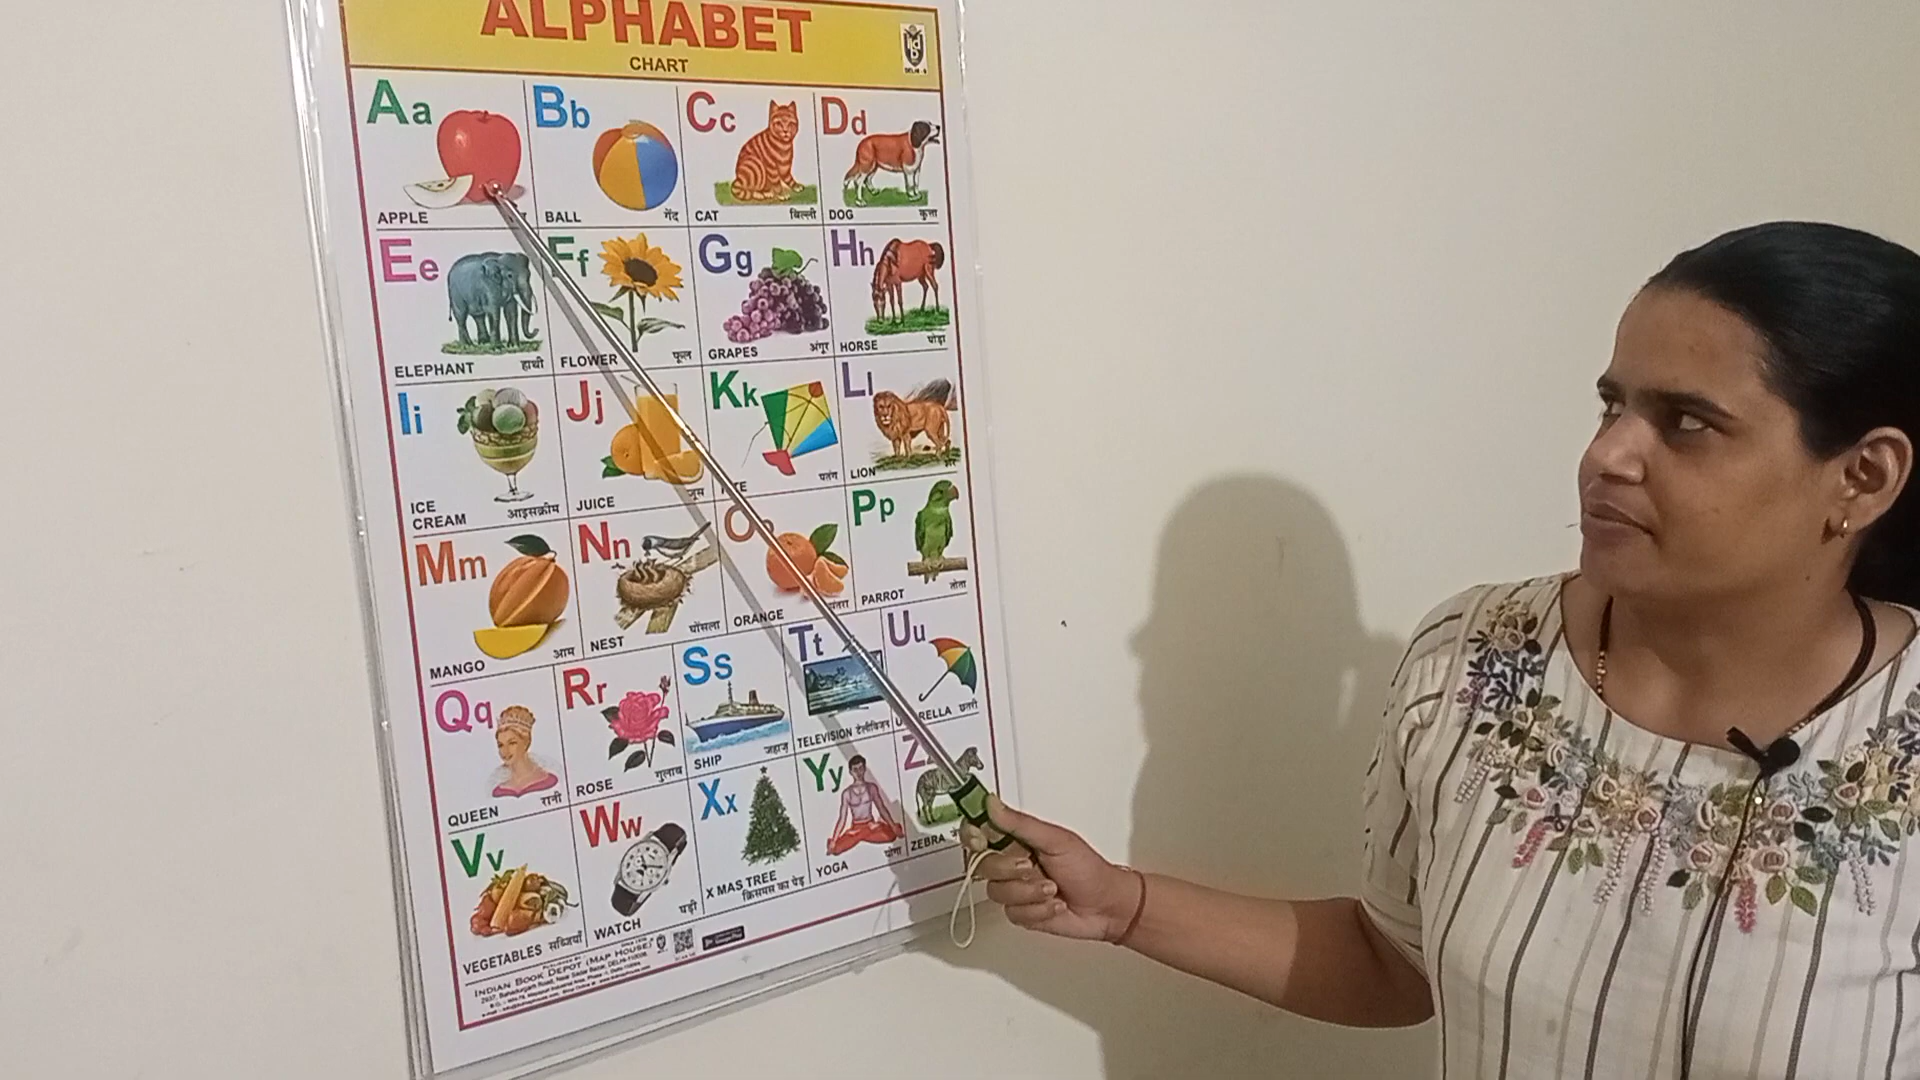 ALPHABET
CHART
DELHI-6
Aa Bb Cc Dd
APPLE BALL गेंद CAT बिल्ली DOG कुत्ता
Ee Ff Gg Hh
ELEPHANT हाथी FLOWER फूल GRAPES अंगूर HORSE घोड़ा
Ii Jj Kk Ll
ICE CREAM आइसक्रीम JUICE जूस पतंग LION
Mm Nn Pp
MANGO आम NEST घोंसला ORANGE PARROT तोता
Qq Rr Ss Tt Uu
QUEEN रानी ROSE गुलाब SHIP जहाज़ TELEVISION टेलीविज़न छतरी
Vv Ww Xx Yy Z
VEGETABLES सब्ज़ियाँ WATCH घड़ी X MAS TREE क्रिसमस का पेड़ YOGA योगा ZEBRA
INDIAN BOOK DEPOT (MAP HOUSE)